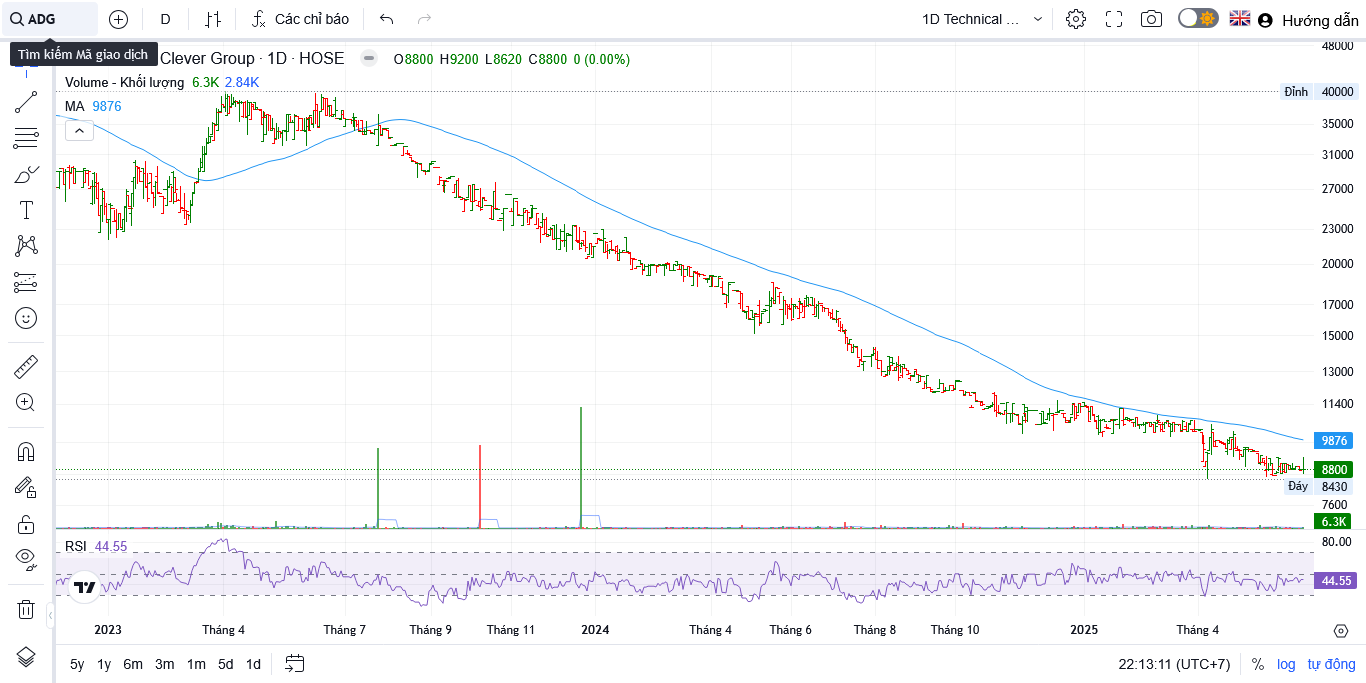 ADG
D
Các chỉ báo
1D Technical ...
Hướng dẫn
Tìm kiếm Mã giao dịch
Clever Group · 1D · HOSE
O8800 H9200 L8620 C8800 0 (0.00%)
Volume - Khối lượng 6.3K 2.84K
MA 9876
48000
Đỉnh 40000
35000
31000
27000
23000
20000
17000
15000
13000
11400
9876
8800
Đáy 8430
7600
6.3K
RSI 44.55
80.00
44.55
2023 Tháng 4 Tháng 7 Tháng 9 Tháng 11 2024 Tháng 4 Tháng 6 Tháng 8 Tháng 10 2025 Tháng 4
5y 1y 6m 3m 1m 5d 1d
22:13:11 (UTC+7) % log tự động